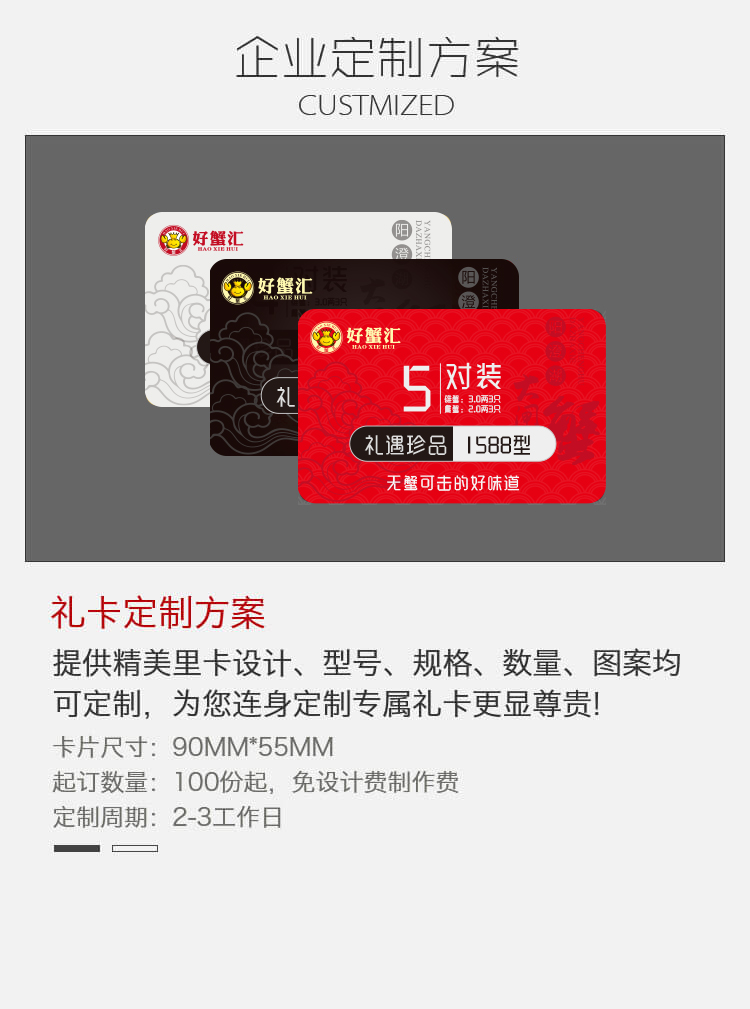 企业定制方案
CUSTMIZED
好蟹汇
HAO XIE HUI
阳澄
YANGCH
DAZHAXI
好蟹汇
HAO XIE HUI
对装
阳澄
YANGCHE
DAZHAXI
礼
好蟹汇
HAO XIE HUI
5 对装
雄蟹：3.0两3只
雌蟹：2.0两3只
礼遇珍品 1588型
无蟹可击的好味道
礼卡定制方案
提供精美里卡设计、型号、规格、数量、图案均
可定制，为您连身定制专属礼卡更显尊贵!
卡片尺寸：90MM*55MM
起订数量：100份起，免设计费制作费
定制周期：2-3工作日